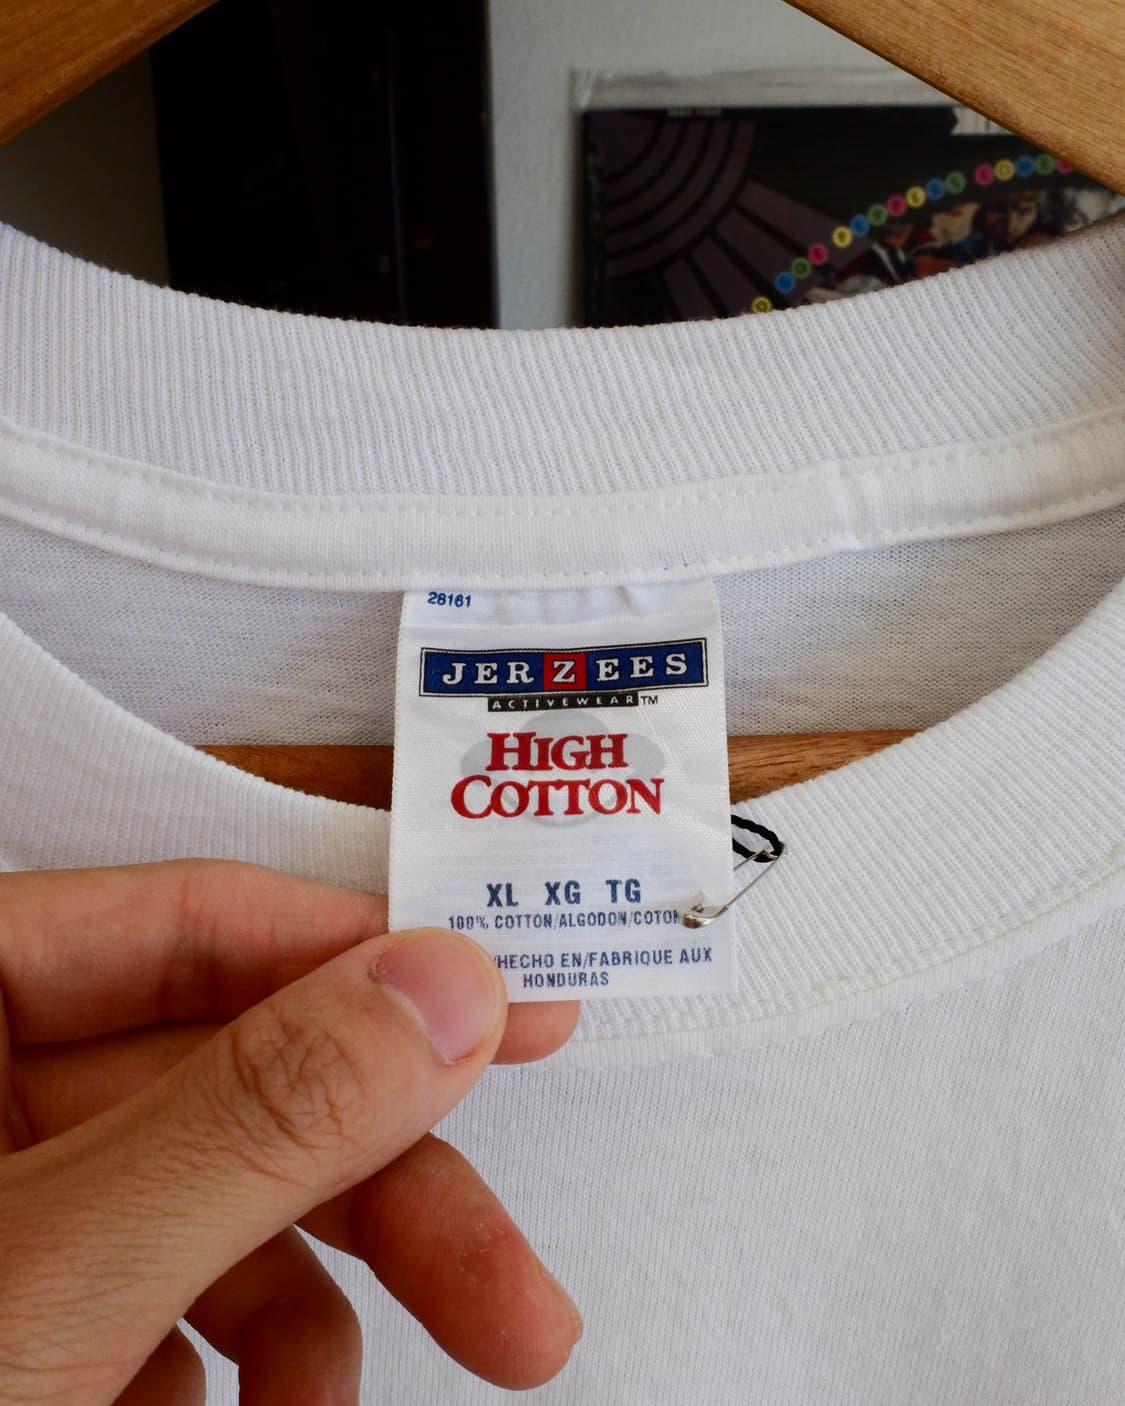 28161
JERZEES
ACTIVEWEAR™
HIGH
COTTON
XL XG TG
100% COTTON/ALGODON/COTON
/HECHO EN/FABRIQUE AUX
HONDURAS